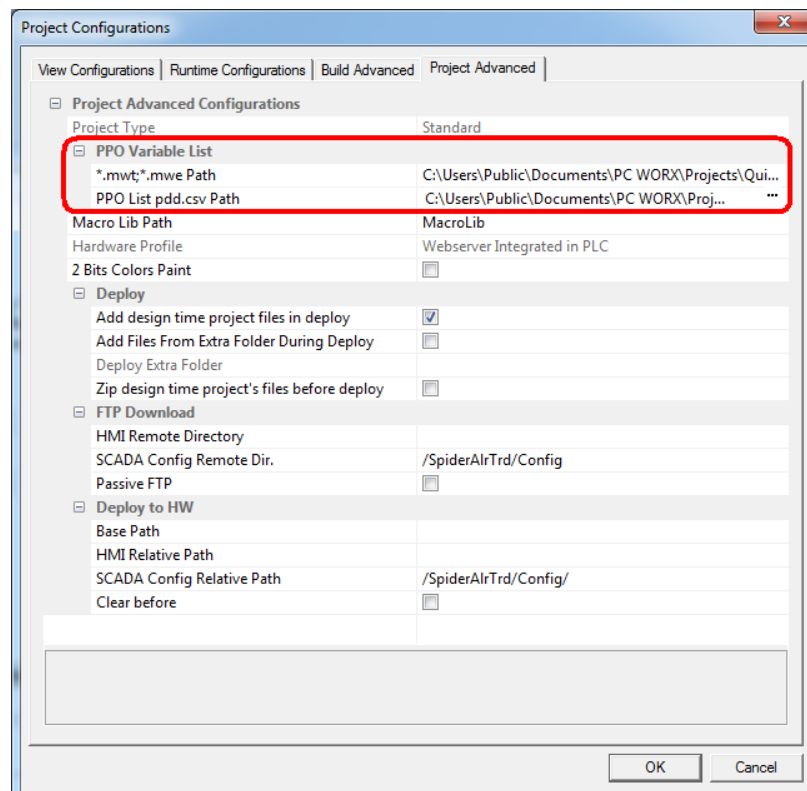 Project Configurations
View Configurations Runtime Configurations Build Advanced Project Advanced
Project Advanced Configurations
Project Type Standard
PPO Variable List
*.mwt;*.mwe Path C:\Users\Public\Documents\PC WORX\Projects\Qui...
PPO List pdd.csv Path C:\Users\Public\Documents\PC WORX\Proj... ...
Macro Lib Path MacroLib
Hardware Profile Webserver Integrated in PLC
2 Bits Colors Paint
Deploy
Add design time project files in deploy
Add Files From Extra Folder During Deploy
Deploy Extra Folder
Zip design time project's files before deploy
FTP Download
HMI Remote Directory
SCADA Config Remote Dir. /SpiderAlrTrd/Config
Passive FTP
Deploy to HW
Base Path
HMI Relative Path
SCADA Config Relative Path /SpiderAlrTrd/Config/
Clear before
OK Cancel